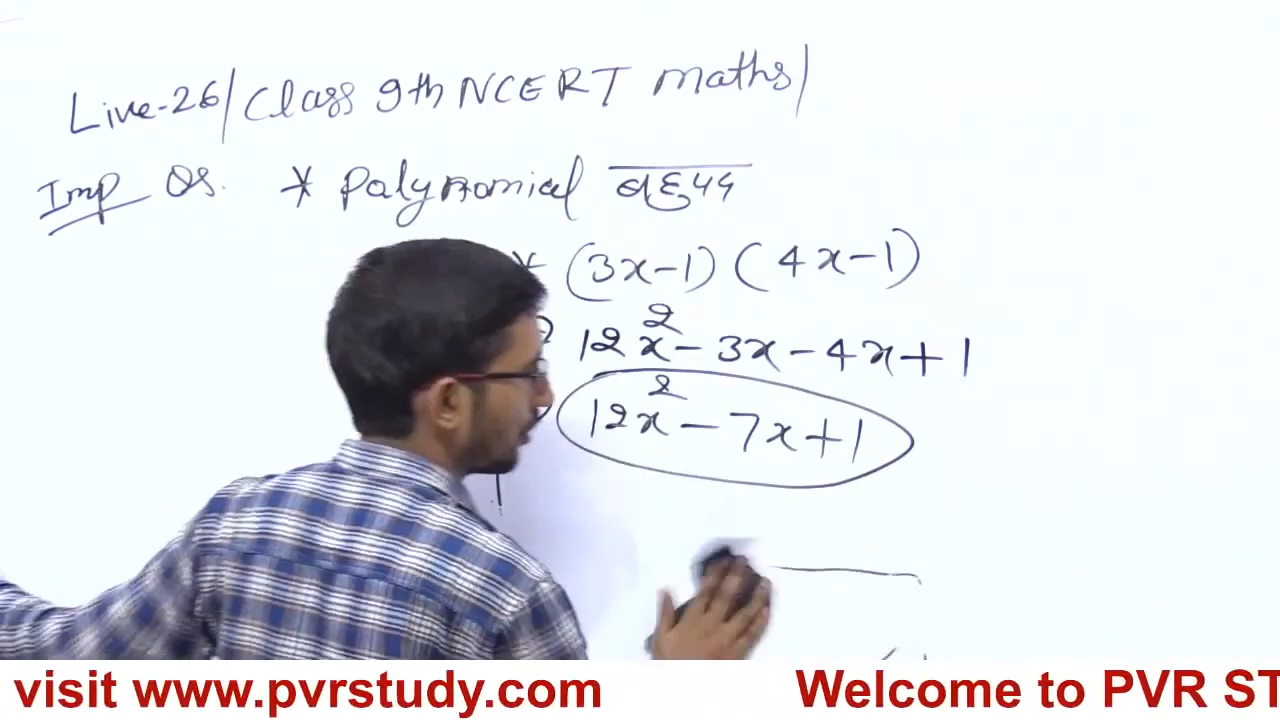 Live-26/Class 9th NCERT maths/
Imp Qs. * Polynomial बहुपद
* (3x-1) (4x-1)
12x² - 3x - 4x + 1
12x² - 7x + 1
visit www.pvrstudy.com Welcome to PVR ST